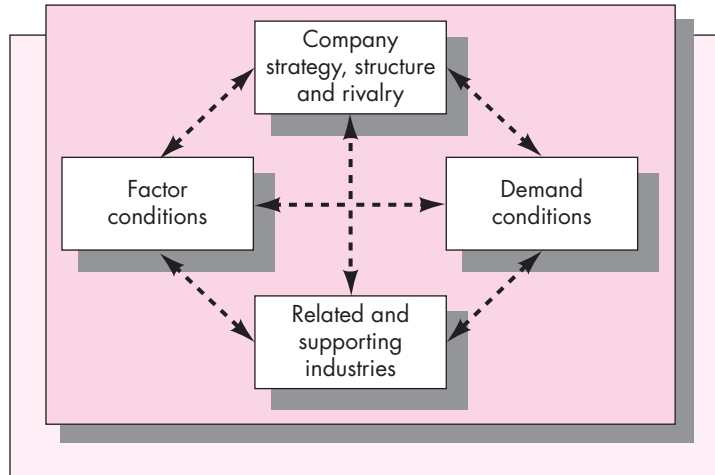 Company
strategy, structure
and rivalry
Factor
conditions
Demand
conditions
Related and
supporting
industries